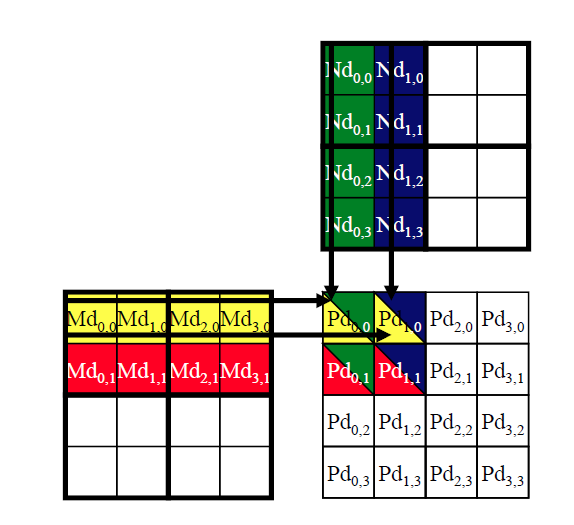 Nd0,0 Nd1,0
Nd0,1 Nd1,1
Nd0,2 Nd1,2
Nd0,3 Nd1,3
Md0,0 Md1,0 Md2,0 Md3,0 Pd0,0 Pd1,0 Pd2,0 Pd3,0
Md0,1 Md1,1 Md2,1 Md3,1 Pd0,1 Pd1,1 Pd2,1 Pd3,1
Pd0,2 Pd1,2 Pd2,2 Pd3,2
Pd0,3 Pd1,3 Pd2,3 Pd3,3